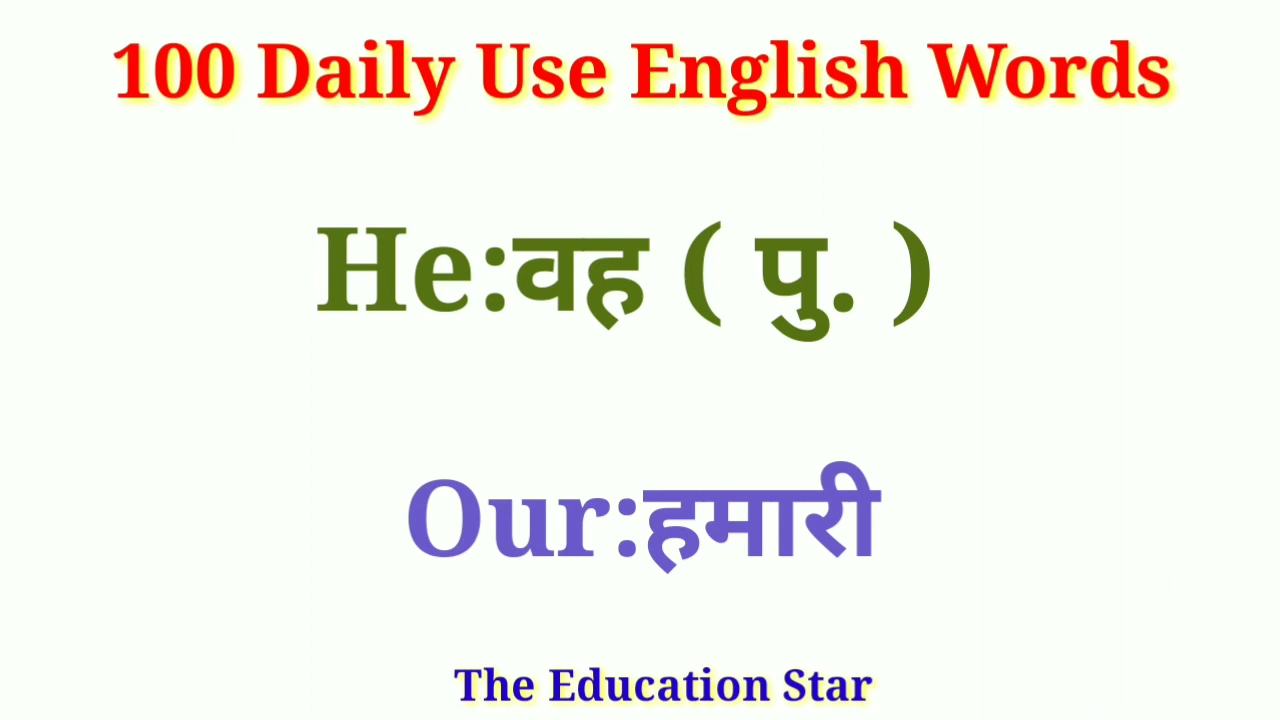 100 Daily Use English Words
He:वह ( पु. )
Our:हमारी
The Education Star